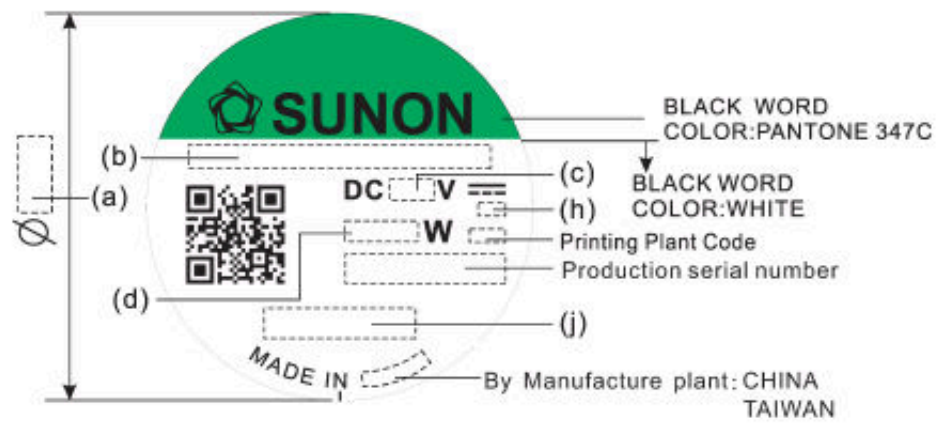 SUNON
BLACK WORD
COLOR:PANTONE 347C
(b)
(a)
Ø
DC V
(c)
BLACK WORD
COLOR:WHITE
(h)
W
Printing Plant Code
Production serial number
(d)
(j)
MADE IN
By Manufacture plant: CHINA
TAIWAN